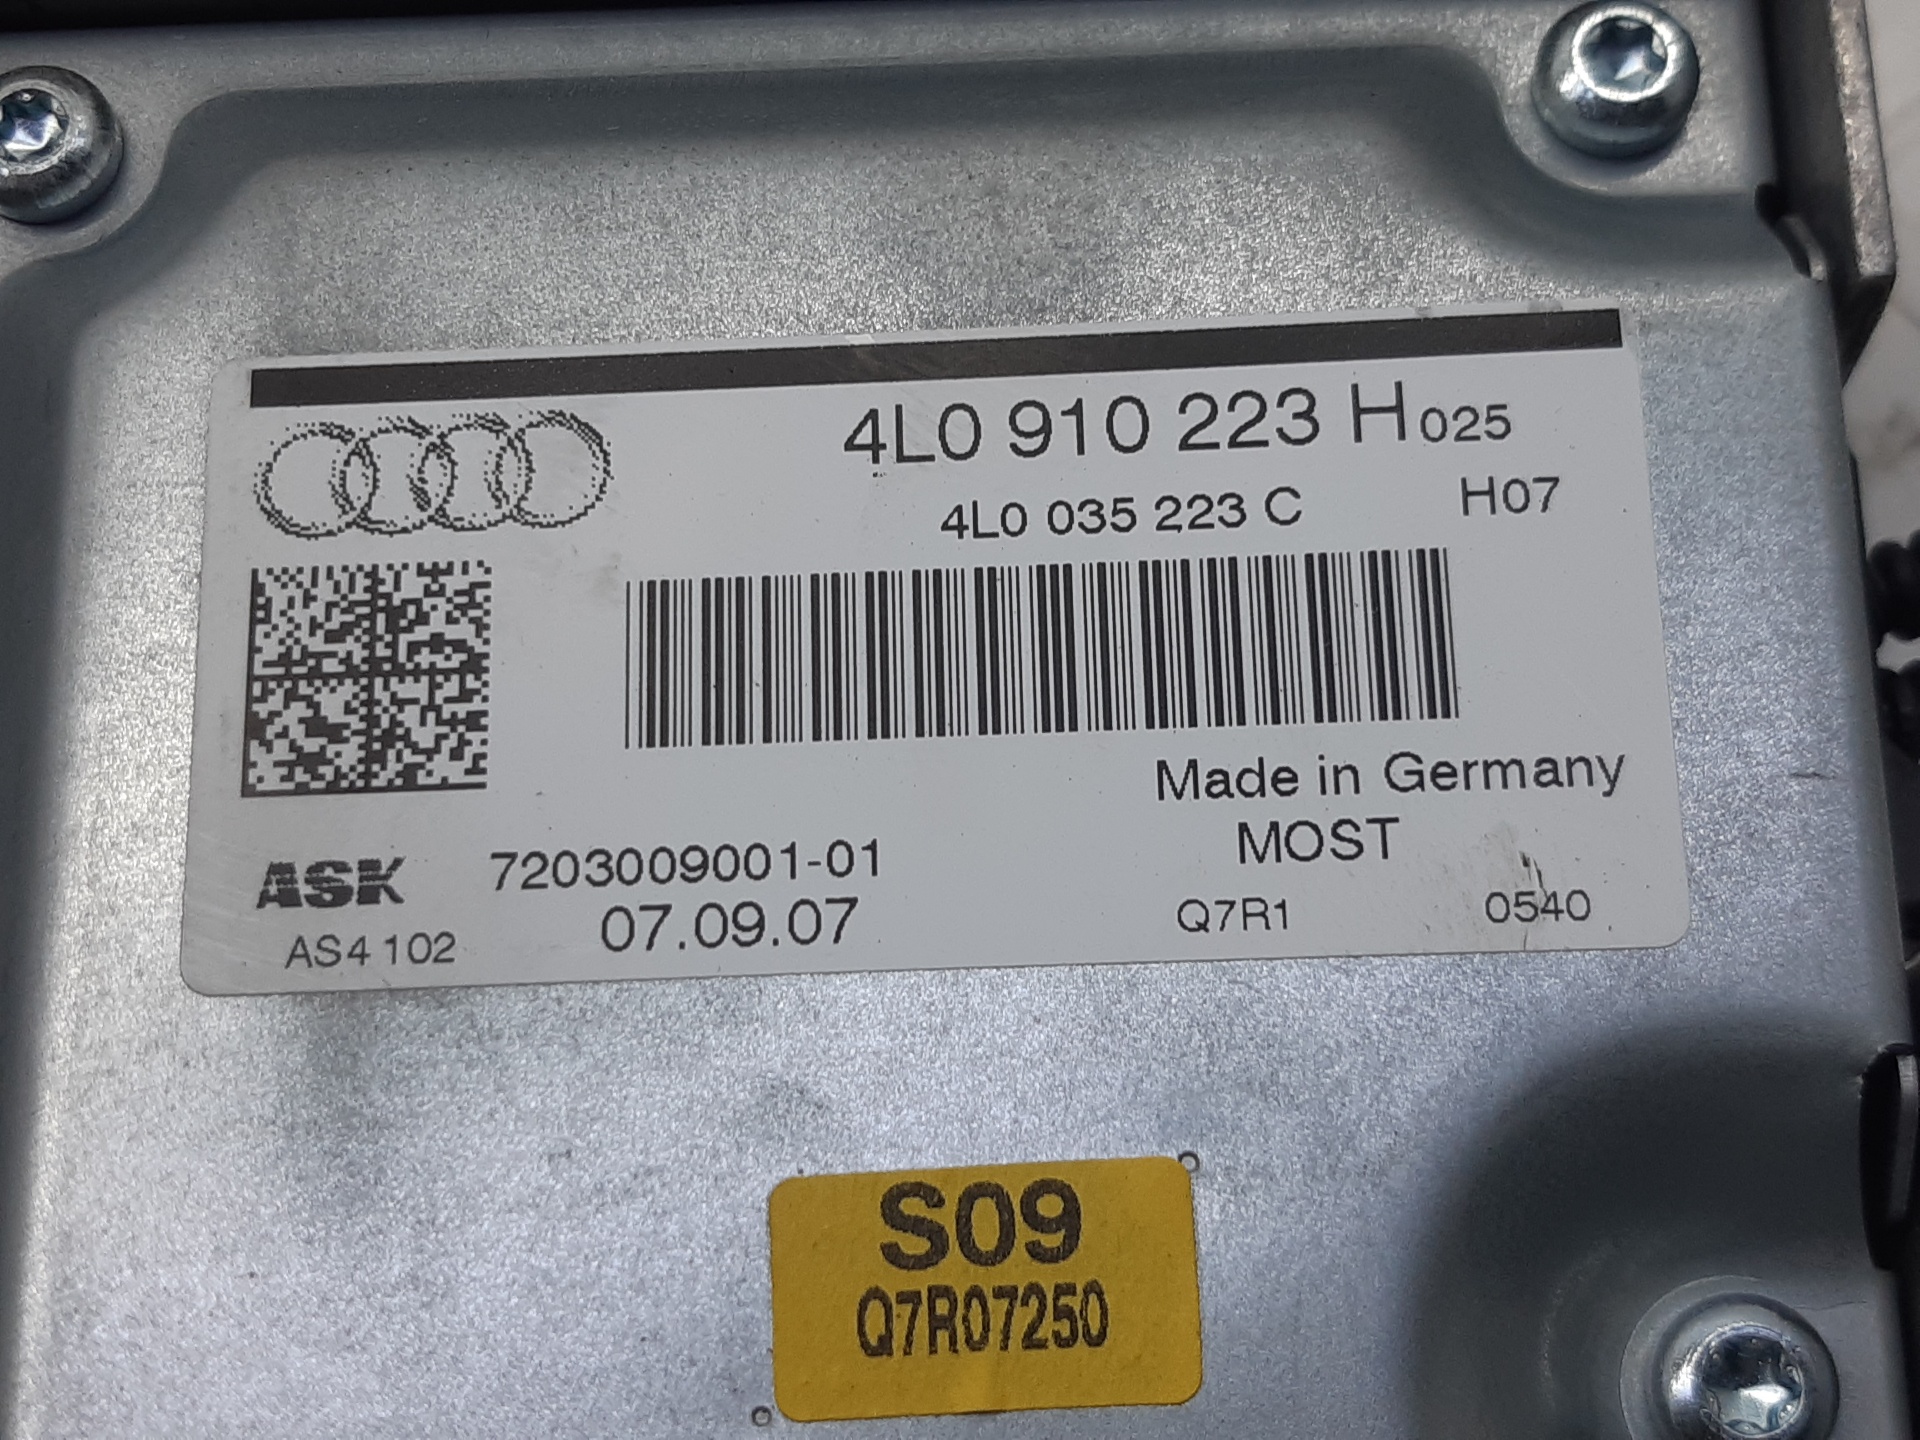 4L0 910 223 H 025
4L0 035 223 C H07
Made in Germany
MOST
ASK 7203009001-01
AS4 102 07.09.07 Q7R1 0540
S09
Q7R07250